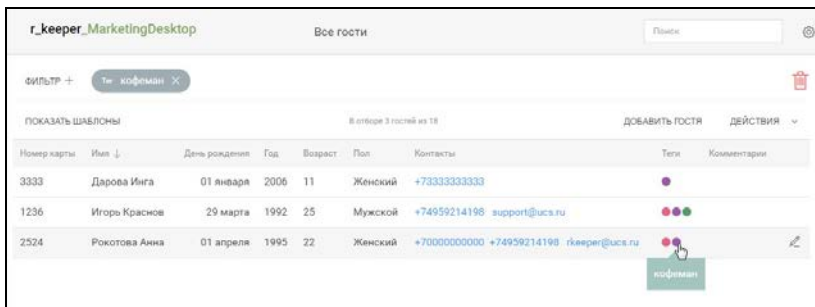 r_keeper_MarketingDesktop Все гости Поиск
ФИЛЬТР + Тег кофеман ×
ПОКАЗАТЬ ШАБЛОНЫ В отборе 3 гостей из 18 ДОБАВИТЬ ГОСТЯ ДЕЙСТВИЯ
Номер карты Имя ↓ День рождения Год Возраст Пол Контакты Теги Комментарии
3333 Дарова Инга 01 января 2006 11 Женский +73333333333
1236 Игорь Краснов 29 марта 1992 25 Мужской +74959214198 support@ucs.ru
2524 Рокотова Анна 01 апреля 1995 22 Женский +70000000000 +74959214198 rkeeper@ucs.ru
кофеман